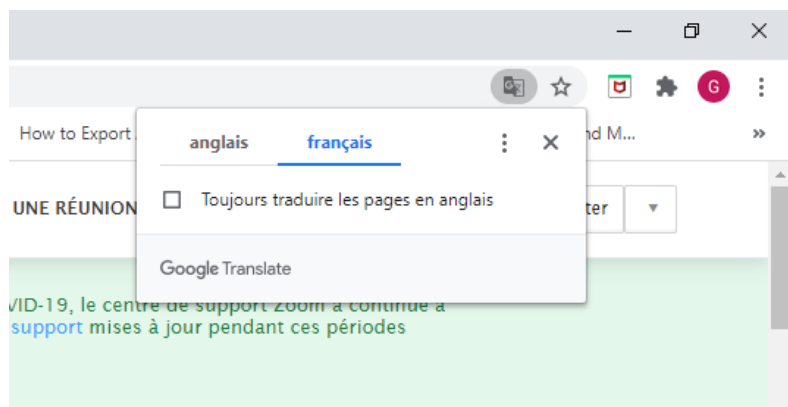 G
How to Export
nd M...
»
anglais français
UNE RÉUNION
Toujours traduire les pages en anglais
ter
Google Translate
VID-19, le centre de support Zoom a continué à
support mises à jour pendant ces périodes